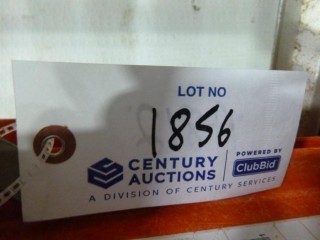 LOT NO
1856
CENTURY POWERED BY
AUCTIONS ClubBid
A DIVISION OF CENTURY SERVICES